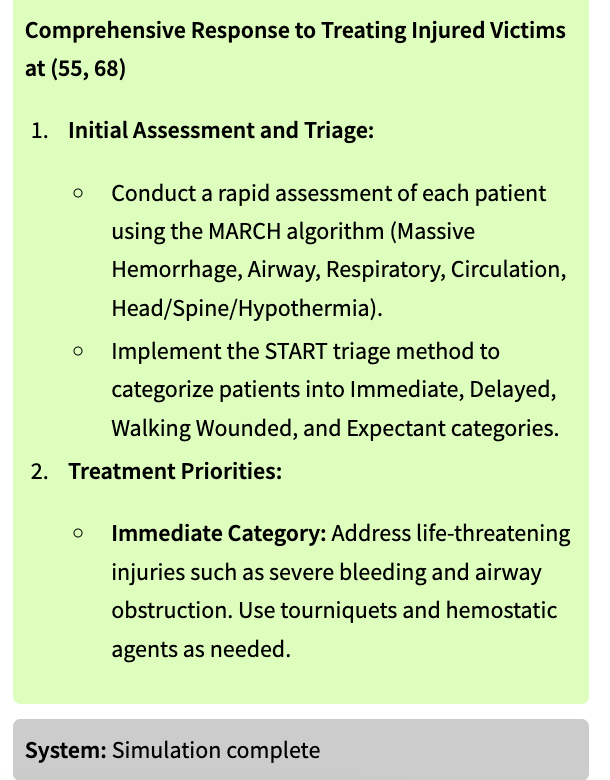 Comprehensive Response to Treating Injured Victims
at (55, 68)
1. Initial Assessment and Triage:
○ Conduct a rapid assessment of each patient
using the MARCH algorithm (Massive
Hemorrhage, Airway, Respiratory, Circulation,
Head/Spine/Hypothermia).
○ Implement the START triage method to
categorize patients into Immediate, Delayed,
Walking Wounded, and Expectant categories.
2. Treatment Priorities:
○ Immediate Category: Address life-threatening
injuries such as severe bleeding and airway
obstruction. Use tourniquets and hemostatic
agents as needed.
System: Simulation complete